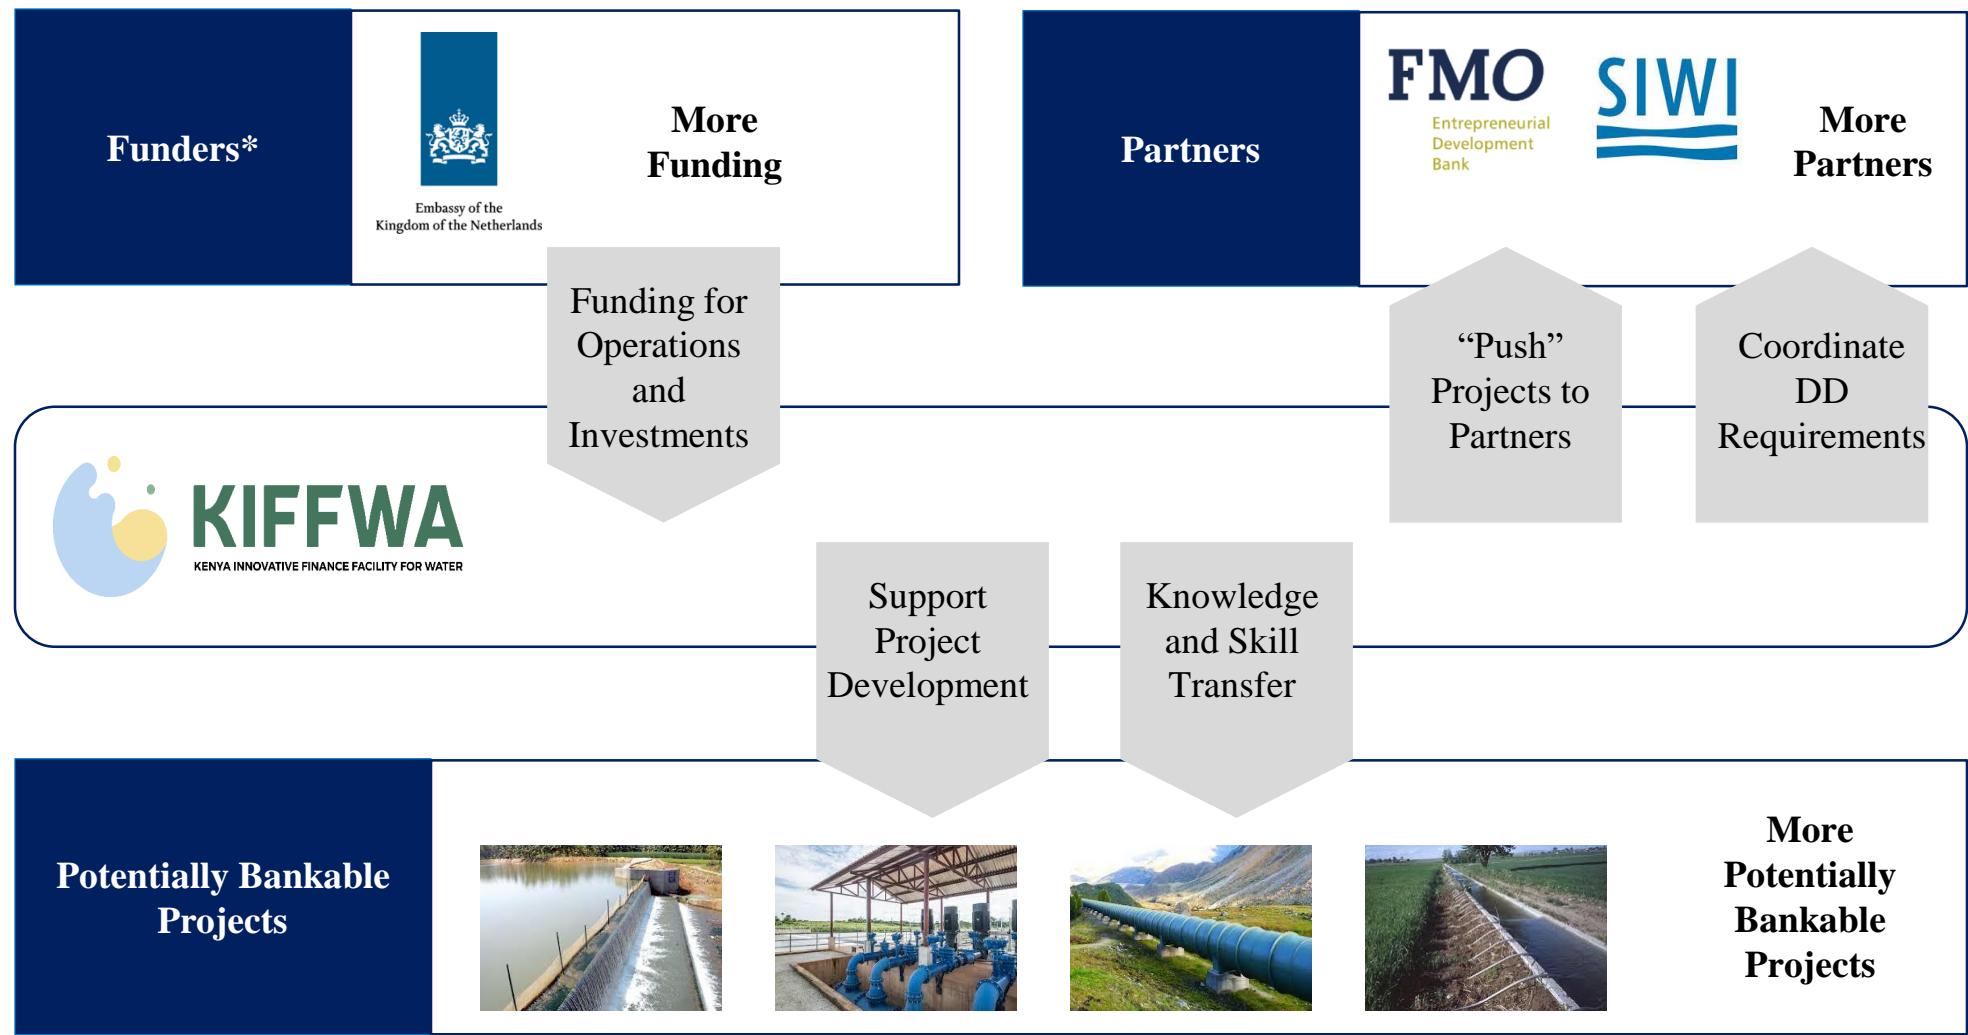 Funders*
Embassy of the
Kingdom of the Netherlands
More
Funding
Partners
FMO
Entrepreneurial
Development
Bank
SIWI
More
Partners
Funding for
Operations
and
Investments
“Push”
Projects to
Partners
Coordinate
DD
Requirements
KIFFWA
KENYA INNOVATIVE FINANCE FACILITY FOR WATER
Support
Project
Development
Knowledge
and Skill
Transfer
Potentially Bankable
Projects
More
Potentially
Bankable
Projects